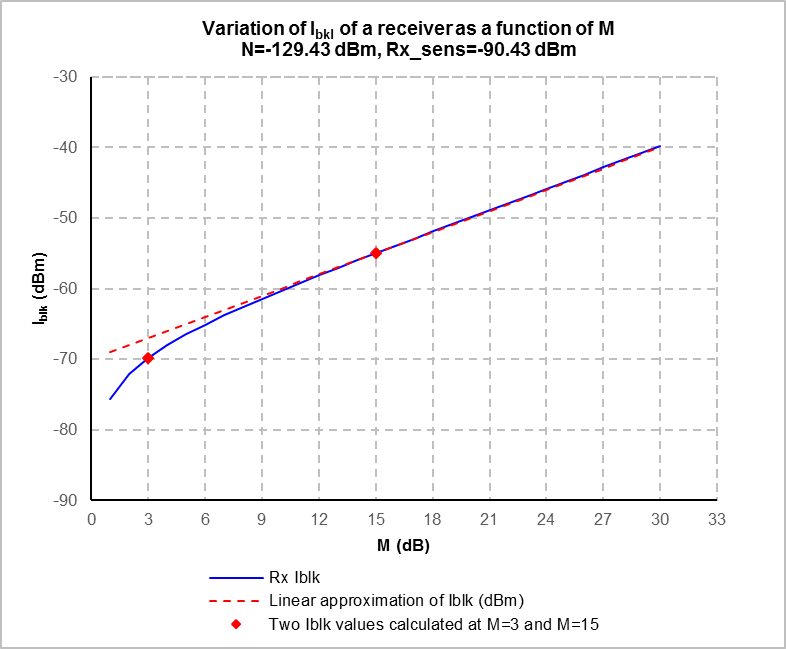 Variation of Ibkl of a receiver as a function of M
N=-129.43 dBm, Rx_sens=-90.43 dBm
-30
-40
-50
-60
-70
-80
-90
Iblk (dBm)
0 3 6 9 12 15 18 21 24 27 30 33
M (dB)
Rx Iblk
Linear approximation of Iblk (dBm)
Two Iblk values calculated at M=3 and M=15